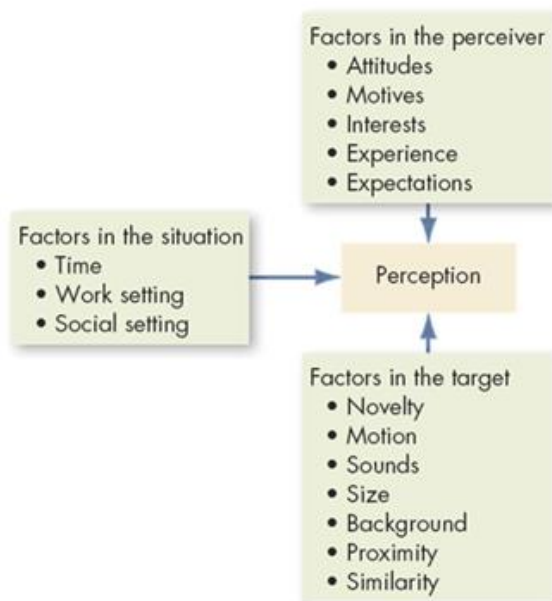 Factors in the perceiver
• Attitudes
• Motives
• Interests
• Experience
• Expectations
Factors in the situation
• Time
• Work setting
• Social setting
Perception
Factors in the target
• Novelty
• Motion
• Sounds
• Size
• Background
• Proximity
• Similarity